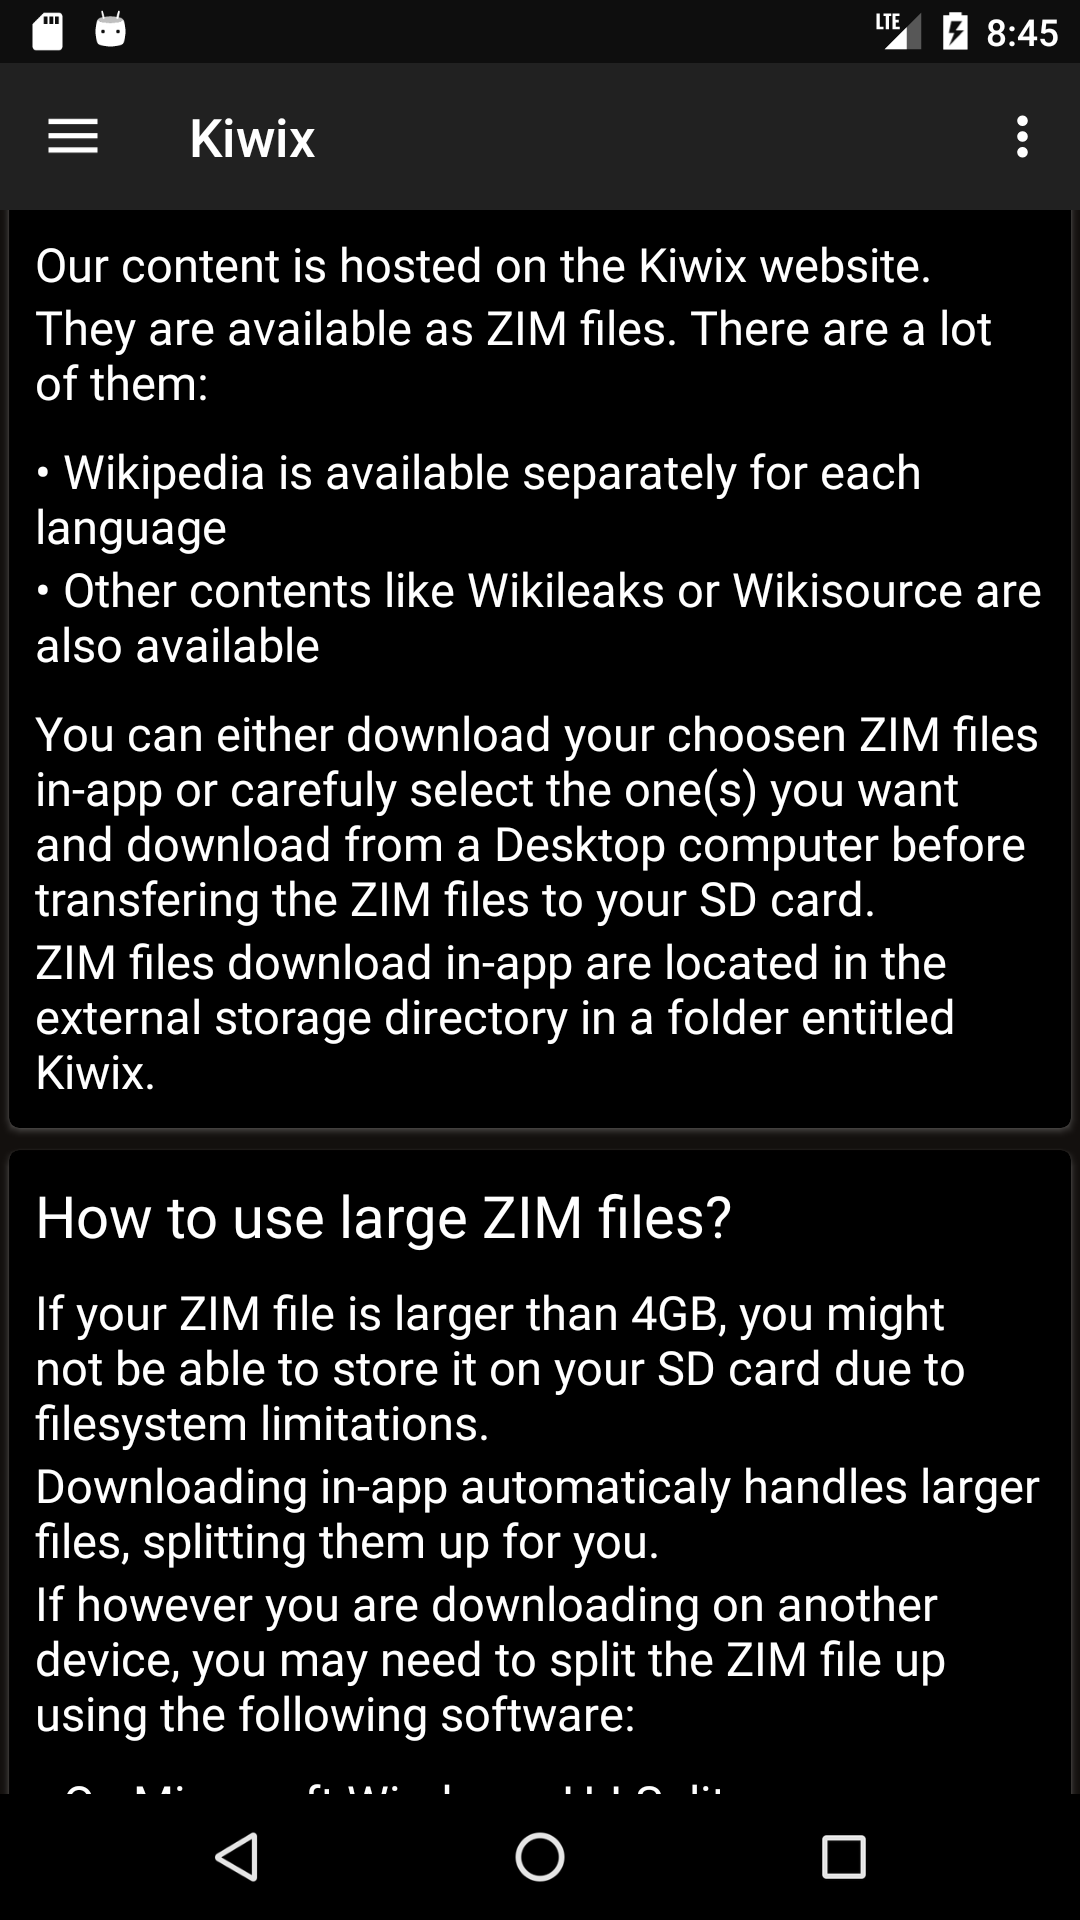 LTE 8:45
Kiwix
Our content is hosted on the Kiwix website.
They are available as ZIM files. There are a lot
of them:
• Wikipedia is available separately for each
language
• Other contents like Wikileaks or Wikisource are
also available
You can either download your choosen ZIM files
in-app or carefuly select the one(s) you want
and download from a Desktop computer before
transfering the ZIM files to your SD card.
ZIM files download in-app are located in the
external storage directory in a folder entitled
Kiwix.
How to use large ZIM files?
If your ZIM file is larger than 4GB, you might
not be able to store it on your SD card due to
filesystem limitations.
Downloading in-app automaticaly handles larger
files, splitting them up for you.
If however you are downloading on another
device, you may need to split the ZIM file up
using the following software: